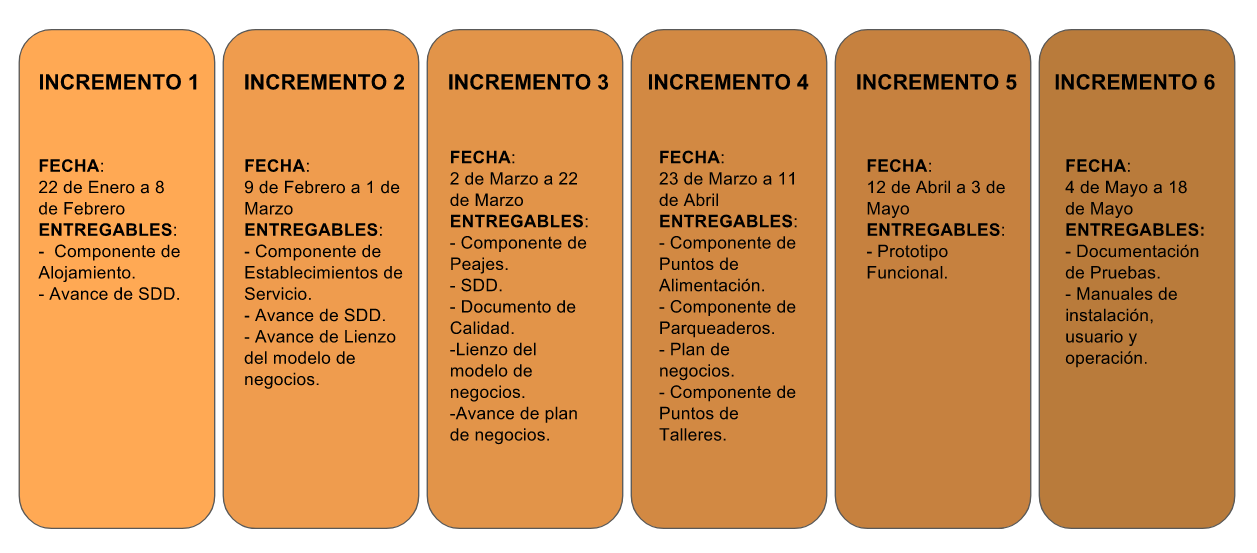 INCREMENTO 1
FECHA:
22 de Enero a 8
de Febrero
ENTREGABLES:
-  Componente de
Alojamiento.
- Avance de SDD.
INCREMENTO 2
FECHA:
9 de Febrero a 1 de
Marzo
ENTREGABLES:
- Componente de
Establecimientos de
Servicio.
- Avance de SDD.
- Avance de Lienzo
del modelo de
negocios.
INCREMENTO 3
FECHA:
2 de Marzo a 22
de Marzo
ENTREGABLES:
- Componente de
Peajes.
- SDD.
- Documento de
Calidad.
-Lienzo del
modelo de
negocios.
-Avance de plan
de negocios.
INCREMENTO 4
FECHA:
23 de Marzo a 11
de Abril
ENTREGABLES:
- Componente de
Puntos de
Alimentación.
- Componente de
Parqueaderos.
- Plan de
negocios.
- Componente de
Puntos de
Talleres.
INCREMENTO 5
FECHA:
12 de Abril a 3 de
Mayo
ENTREGABLES:
- Prototipo
Funcional.
INCREMENTO 6
FECHA:
4 de Mayo a 18
de Mayo
ENTREGABLES:
- Documentación
de Pruebas.
- Manuales de
instalación,
usuario y
operación.